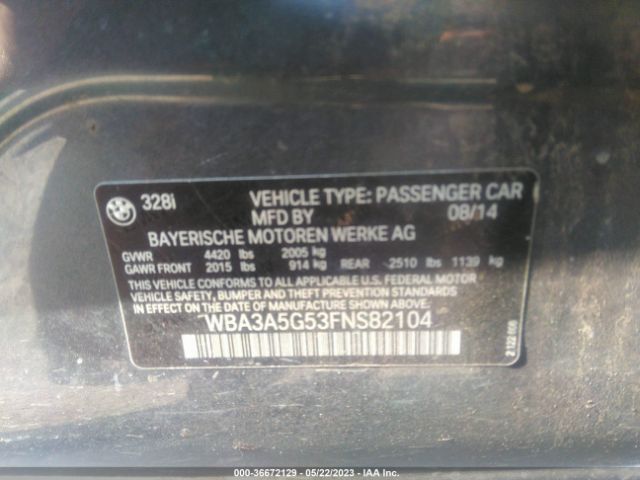 328i VEHICLE TYPE: PASSENGER CAR
MFD BY 08/14
BAYERISCHE MOTOREN WERKE AG
GVWR 4420 lbs 2005 kg
GAWR FRONT 2015 lbs 914 kg REAR 2510 lbs 1139 kg
THIS VEHICLE CONFORMS TO ALL APPLICABLE U.S. FEDERAL MOTOR
VEHICLE SAFETY, BUMPER AND THEFT PREVENTION STANDARDS
IN EFFECT ON THE DATE OF MANUFACTURE SHOWN ABOVE.
WBA3A5G53FNS82104
000-36672129 - 05/22/2023 - IAA Inc.